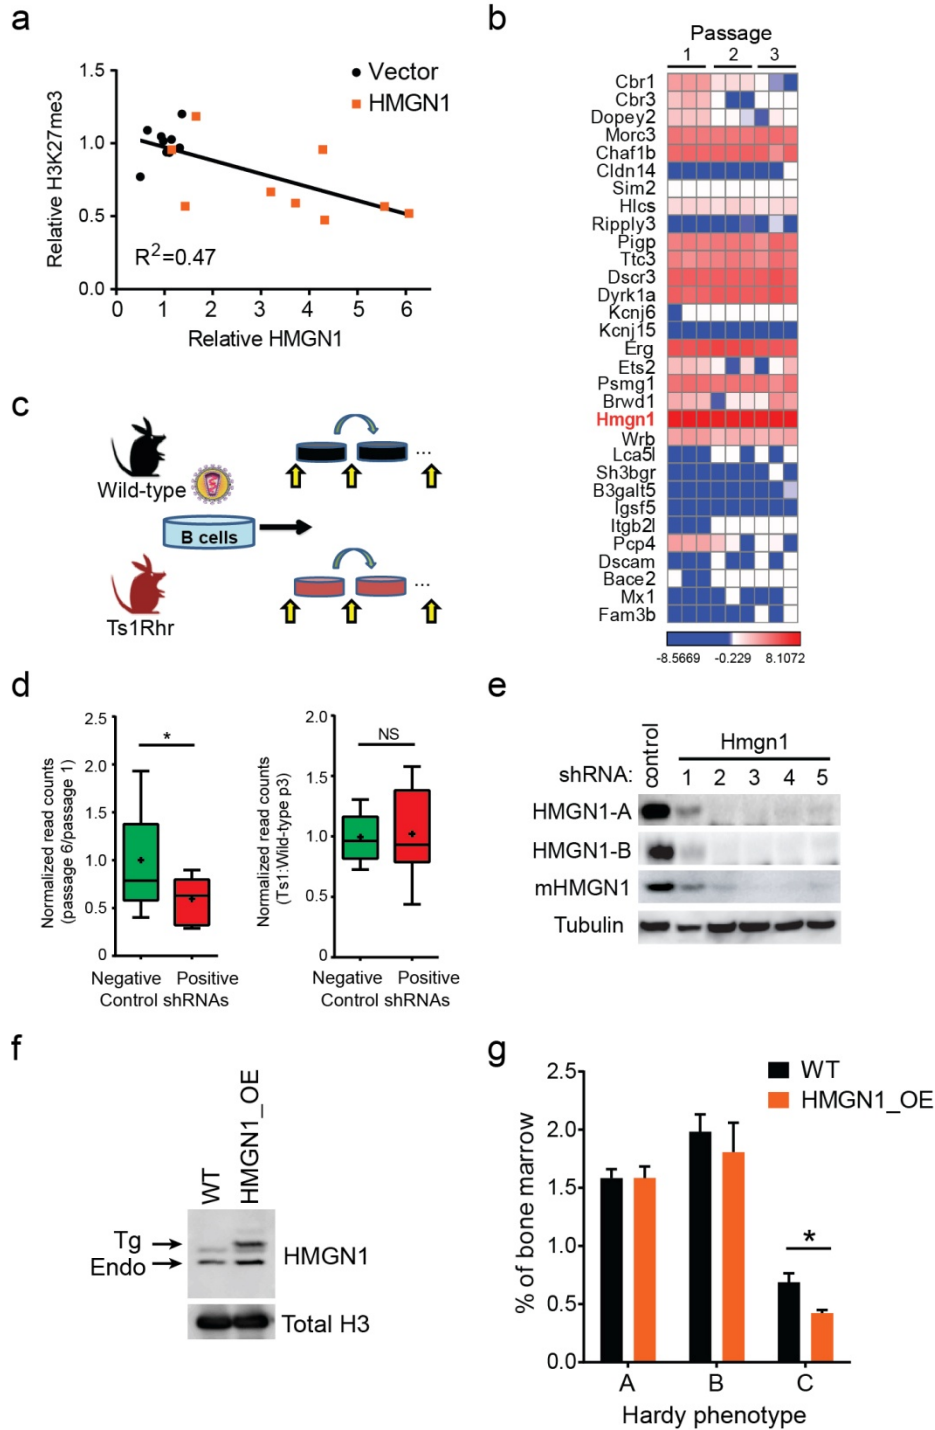 a
1.5
1.0
0.5
0.0
0 1 2 3 4 5 6
Relative H3K27me3
Relative HMGN1
Vector
HMGN1
R²=0.47
b
Passage
1 2 3
Cbr1
Cbr3
Dopey2
Morc3
Chaf1b
Cldn14
Sim2
Hlcs
Ripply3
Pigp
Ttc3
Dscr3
Dyrk1a
Kcnj6
Kcnj15
Erg
Ets2
Psmg1
Brwd1
Hmgn1
Wrb
Lca5l
Sh3bgr
B3galt5
Igsf5
Itgb2l
Pcp4
Dscam
Bace2
Mx1
Fam3b
-8.5669 -0.229 8.1072
c
Wild-type
B cells
Ts1Rhr
...
...
d
2.5
2.0
1.5
1.0
0.5
0
Normalized read counts
(passage 6/passage 1)
*
Negative Positive
Control shRNAs
2.0
1.5
1.0
0.5
0
Normalized read counts
(Ts1:Wild-type p3)
NS
Negative Positive
Control shRNAs
e
control
Hmgn1
shRNA: 1 2 3 4 5
HMGN1-A
HMGN1-B
mHMGN1
Tubulin
f
WT
HMGN1_OE
Tg
Endo
HMGN1
Total H3
g
2.5
2.0
1.5
1.0
0.5
0.0
% of bone marrow
WT
HMGN1_OE
*
A B C
Hardy phenotype